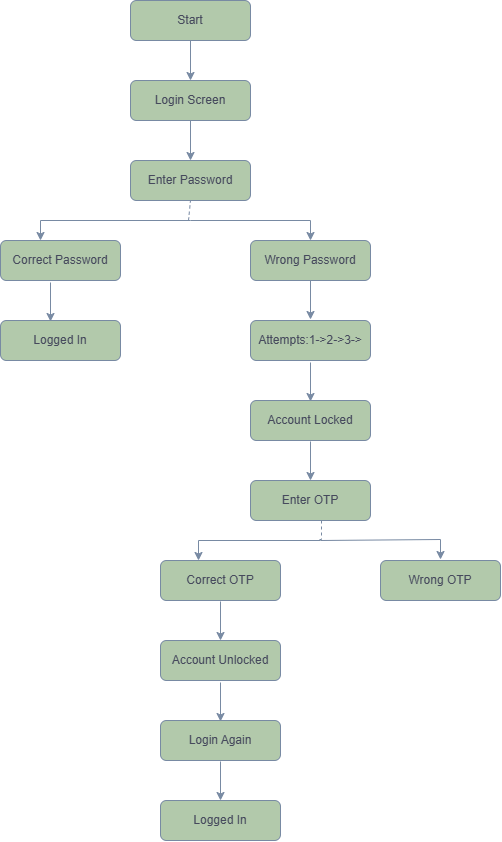 Start
Login Screen
Enter Password
Correct Password
Wrong Password
Logged In
Attempts:1->2->3->
Account Locked
Enter OTP
Correct OTP
Wrong OTP
Account Unlocked
Login Again
Logged In